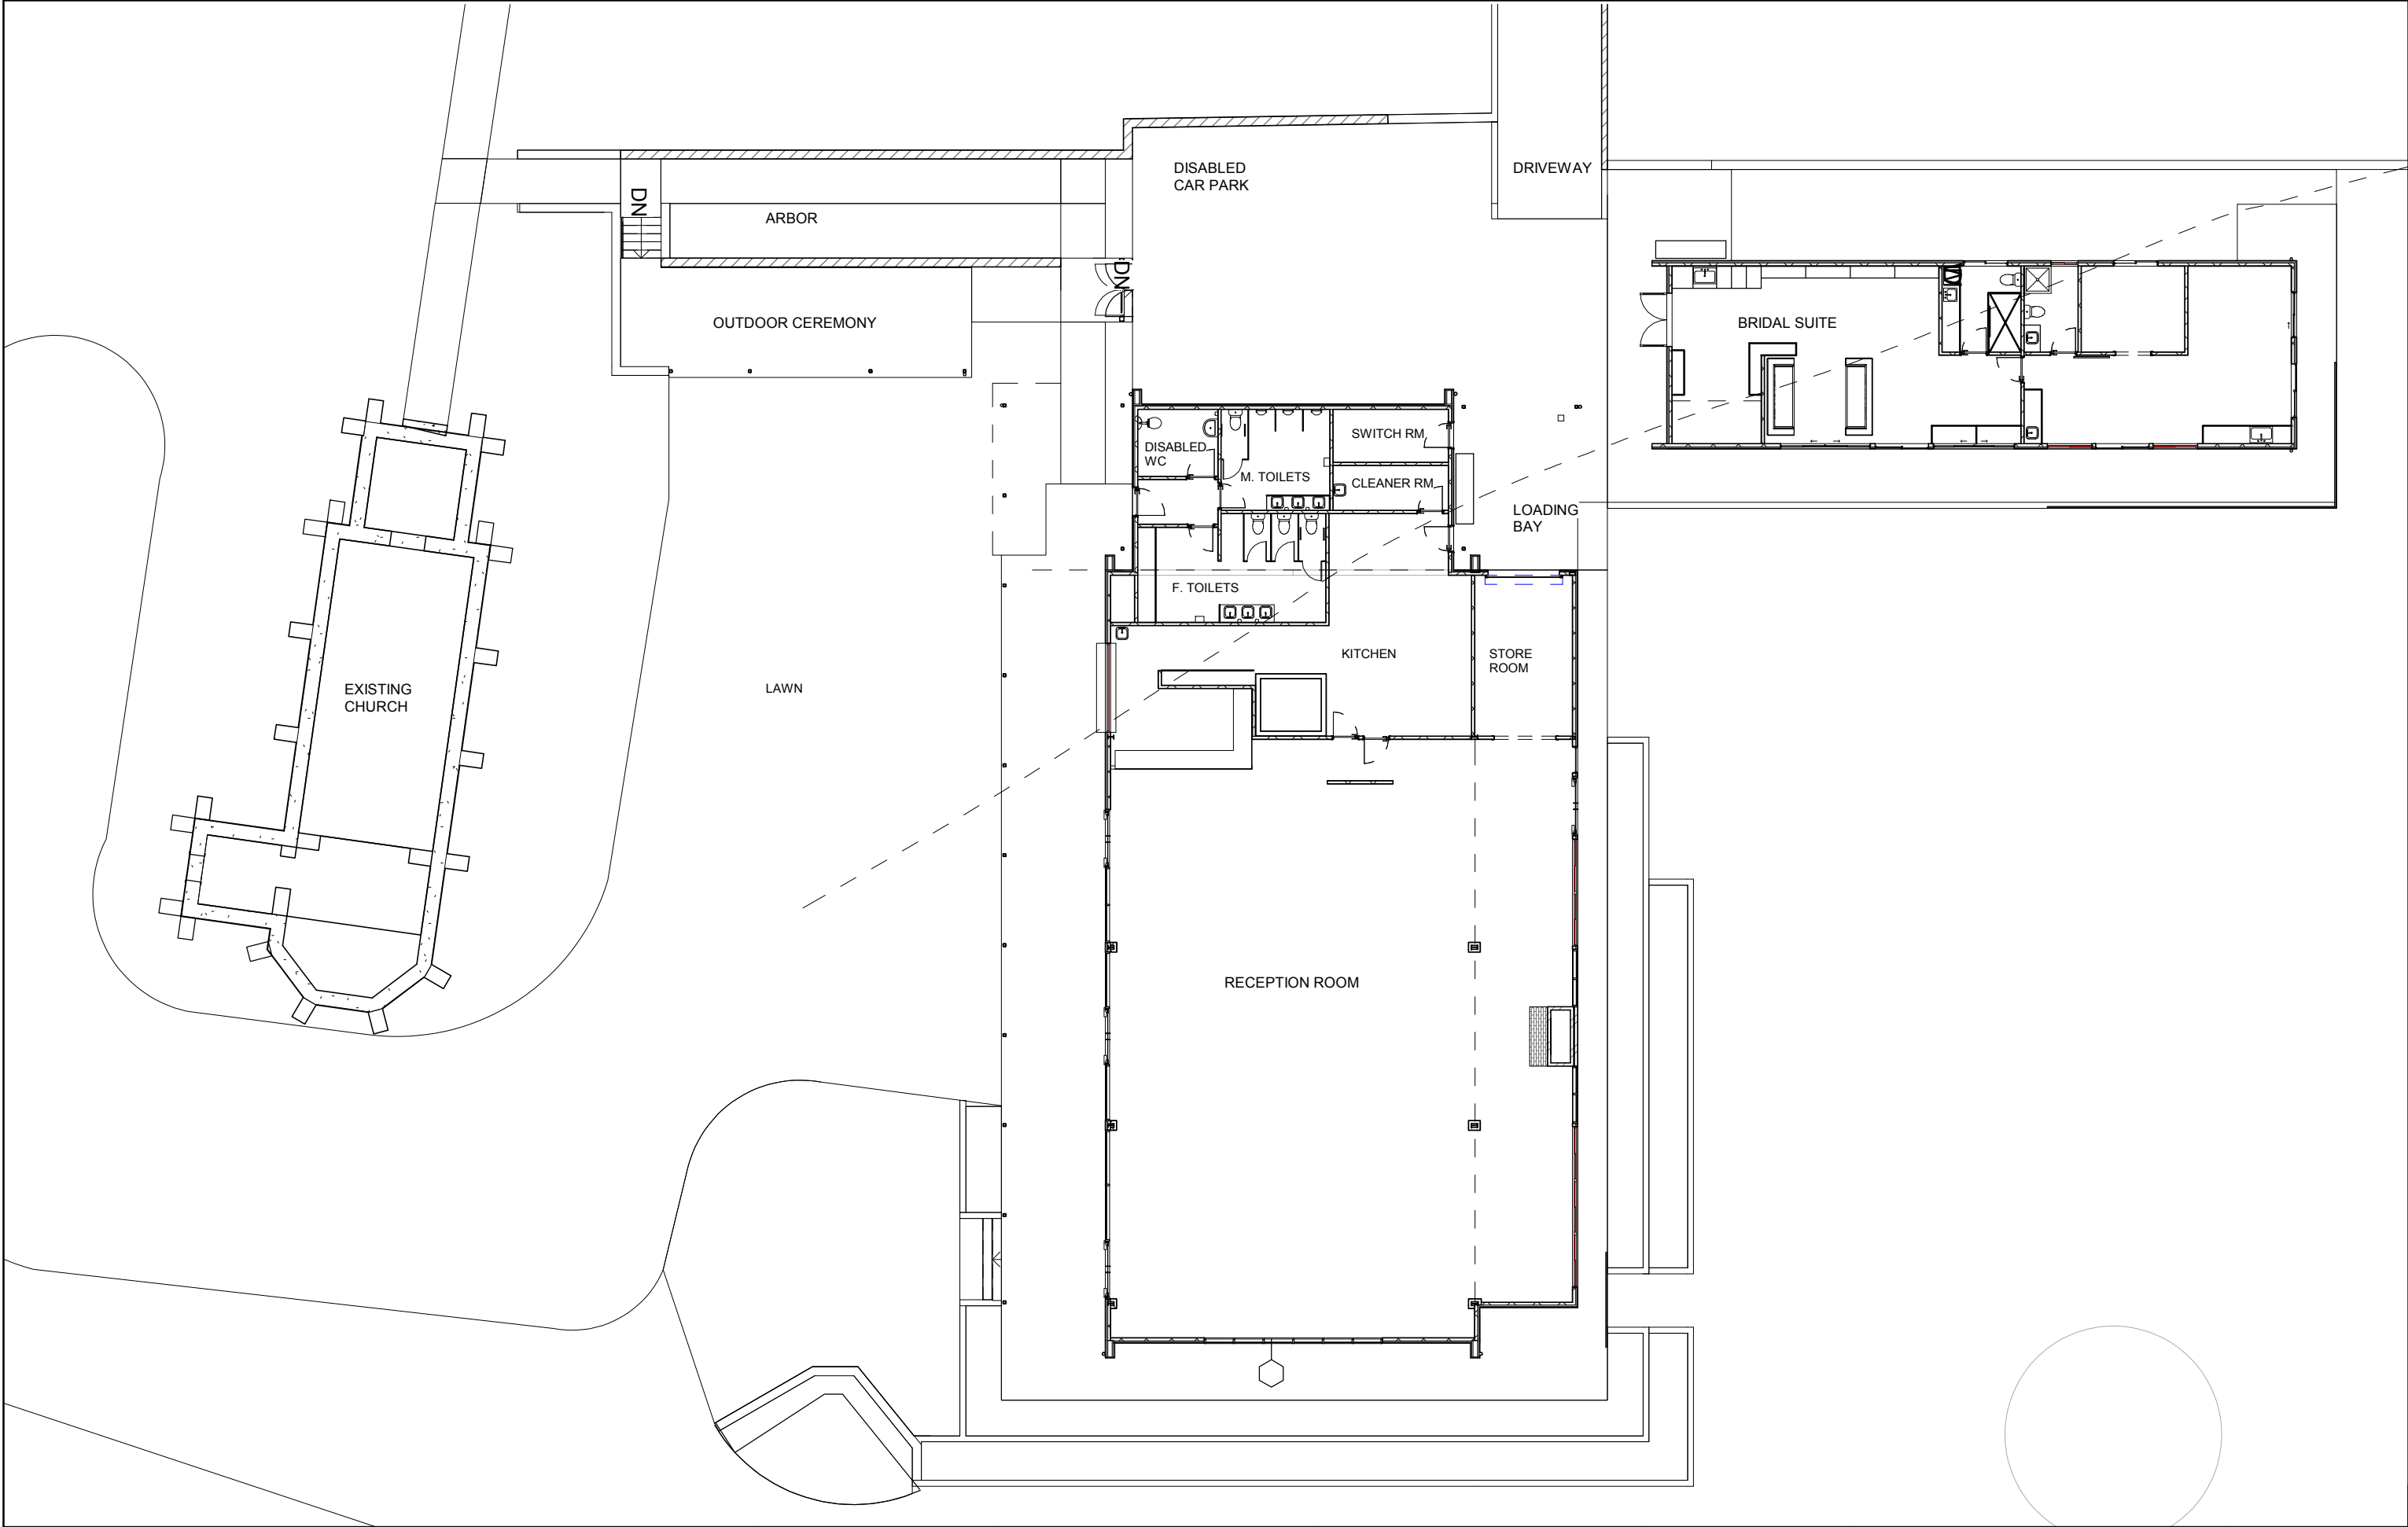 DISABLED
CAR PARK
DRIVEWAY
DN
ARBOR
DN
OUTDOOR CEREMONY
BRIDAL SUITE
SWITCH RM
DISABLED
WC
M. TOILETS
CLEANER RM
LOADING
BAY
F. TOILETS
KITCHEN
STORE
ROOM
EXISTING
CHURCH
LAWN
RECEPTION ROOM